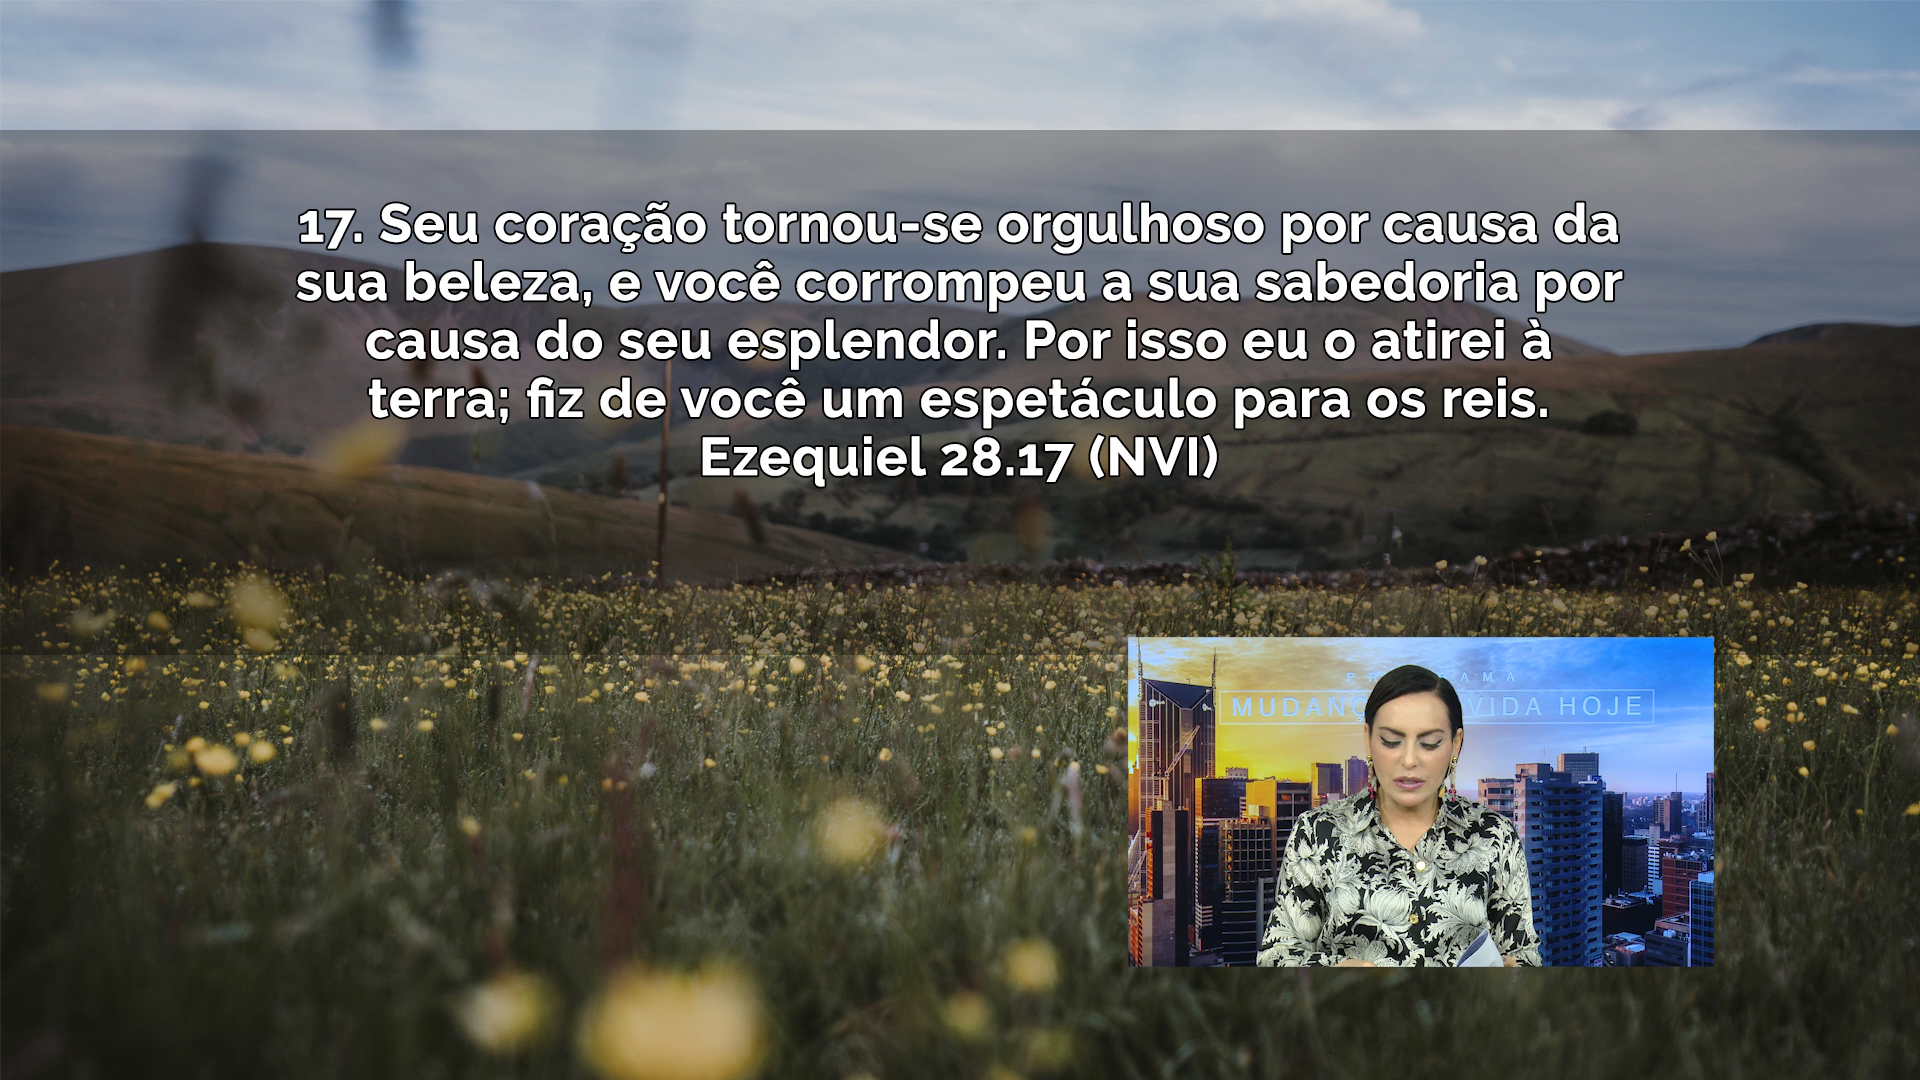 17. Seu coração tornou-se orgulhoso por causa da
sua beleza, e você corrompeu a sua sabedoria por
causa do seu esplendor. Por isso eu o atirei à
terra; fiz de você um espetáculo para os reis.
Ezequiel 28.17 (NVI)
VIDA HOJE